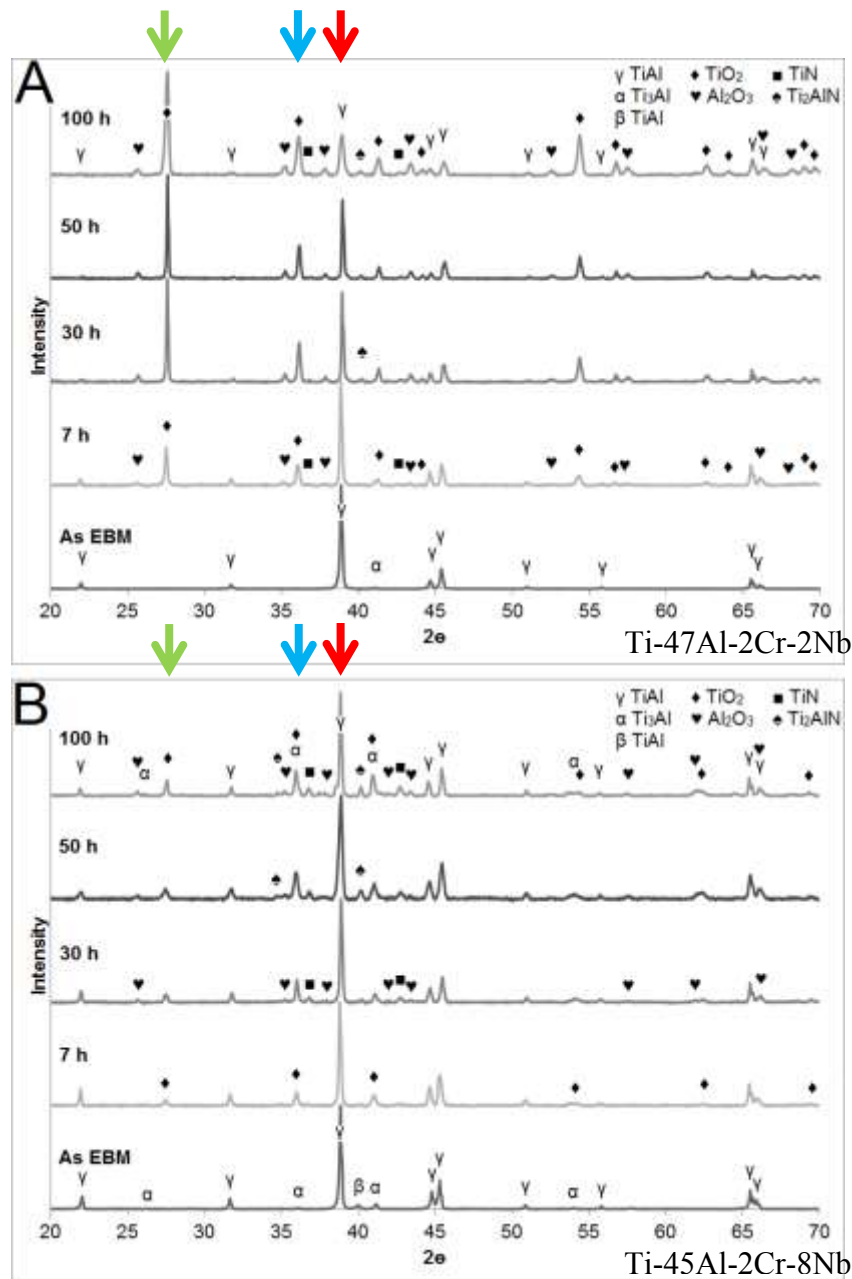 A
γ TiAl ♦ TiO₂ ■ TiN
α Ti₃Al ♥ Al₂O₃ ♠ Ti₂AlN
β TiAl
100 h
♦
γ ♥ γ ♥ ♦ ■ ♥ γ ♠ ♦ ■ ♥ ♦ γ γ γ ♥ ♦ γ ♦ ♥ ♦ ♦ γ ♥ γ ♥ ♦ ♦
50 h
30 h
♠
7 h
♥ ♦ ♥ ♦ ■ ♥ ♦ ■ ♥ ♦ ♥ ♦ ♦ ♥ ♦ ♦ ♥ ♥ ♦ ♦
As EBM
γ γ γ α γ γ γ γ γ γ
Intensity
20 25 30 35 40 45 50 55 60 65 70
2ɵ
Ti-47Al-2Cr-2Nb
B
γ TiAl ♦ TiO₂ ■ TiN
α Ti₃Al ♥ Al₂O₃ ♠ Ti₂AlN
β TiAl
100 h
γ ♥ α ♦ γ ♠ ♥ ♦ α ■ ♥ γ ♠ ♦ α ♥ ■ ♥ γ γ γ α ♦ γ ♥ ♥ ♦ γ ♥ γ ♦
50 h
♠ ♠
30 h
♥ ♥ ■ ♥ ♥ ■ ♥ ♥ ♥ ♥
7 h
♦ ♦ ♦ ♦ ♦ ♦
As EBM
γ α γ α γ β α γ γ γ α γ γ γ
Intensity
20 25 30 35 40 45 50 55 60 65 70
2ɵ
Ti-45Al-2Cr-8Nb